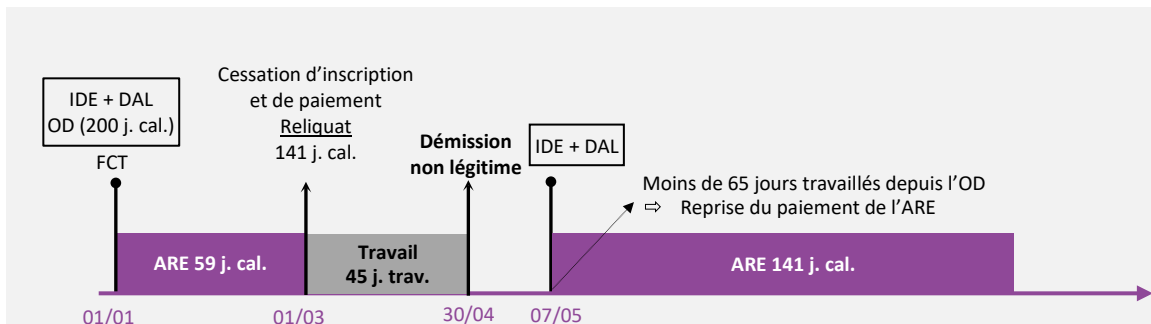 IDE + DAL
OD (200 j. cal.)
FCT
Cessation d’inscription
et de paiement
Reliquat
141 j. cal.
Démission
non légitime
IDE + DAL
Moins de 65 jours travaillés depuis l’OD
⇨ Reprise du paiement de l’ARE
ARE 59 j. cal.
Travail
45 j. trav.
ARE 141 j. cal.
01/01
01/03
30/04
07/05